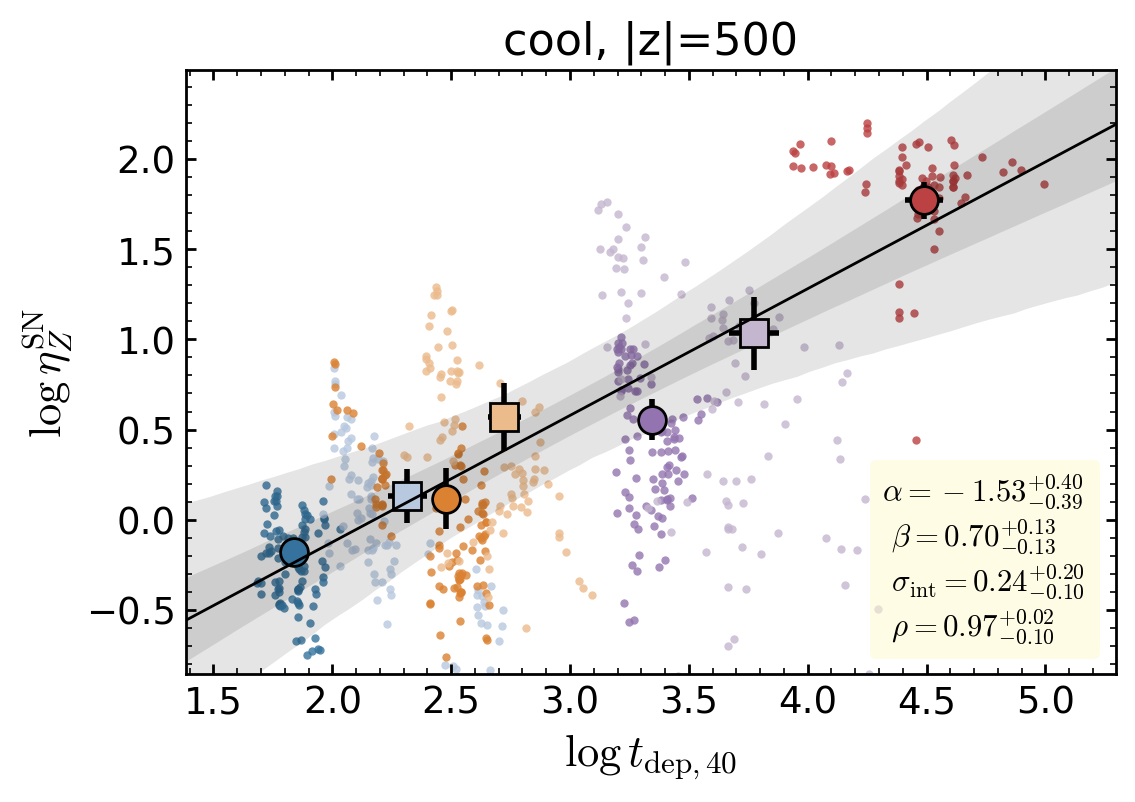 cool, |z|=500
log η_Z^SN
2.0
1.5
1.0
0.5
0.0
−0.5
α = − 1.53^{+0.40}_{−0.39}
β = 0.70^{+0.13}_{−0.13}
σ_int = 0.24^{+0.20}_{−0.10}
ρ = 0.97^{+0.02}_{−0.10}
1.5 2.0 2.5 3.0 3.5 4.0 4.5 5.0
log t_{dep, 40}